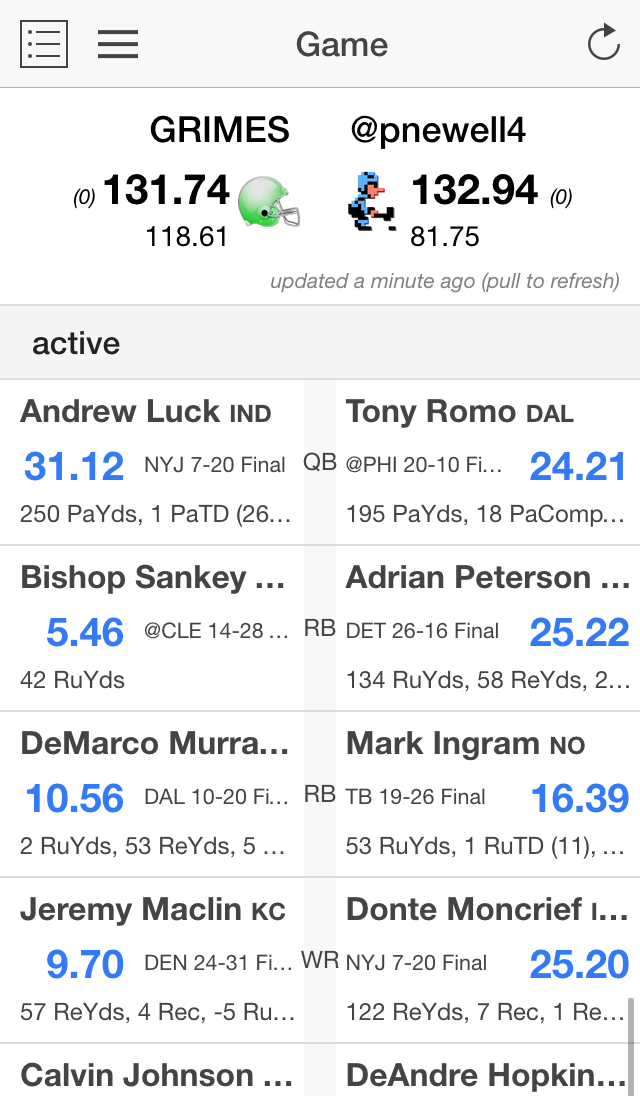 Game
GRIMES @pnewell4
(0) 131.74 132.94 (0)
118.61 81.75
updated a minute ago (pull to refresh)
active
Andrew Luck IND Tony Romo DAL
31.12 NYJ 7-20 Final QB @PHI 20-10 Fi... 24.21
250 PaYds, 1 PaTD (26... 195 PaYds, 18 PaComp...
Bishop Sankey ... Adrian Peterson ...
5.46 @CLE 14-28 ... RB DET 26-16 Final 25.22
42 RuYds 134 RuYds, 58 ReYds, 2...
DeMarco Murra... Mark Ingram NO
10.56 DAL 10-20 Fi... RB TB 19-26 Final 16.39
2 RuYds, 53 ReYds, 5 ... 53 RuYds, 1 RuTD (11), ...
Jeremy Maclin KC Donte Moncrief I...
9.70 DEN 24-31 Fi... WR NYJ 7-20 Final 25.20
57 ReYds, 4 Rec, -5 Ru... 122 ReYds, 7 Rec, 1 Re...
Calvin Johnson ... DeAndre Hopkin...